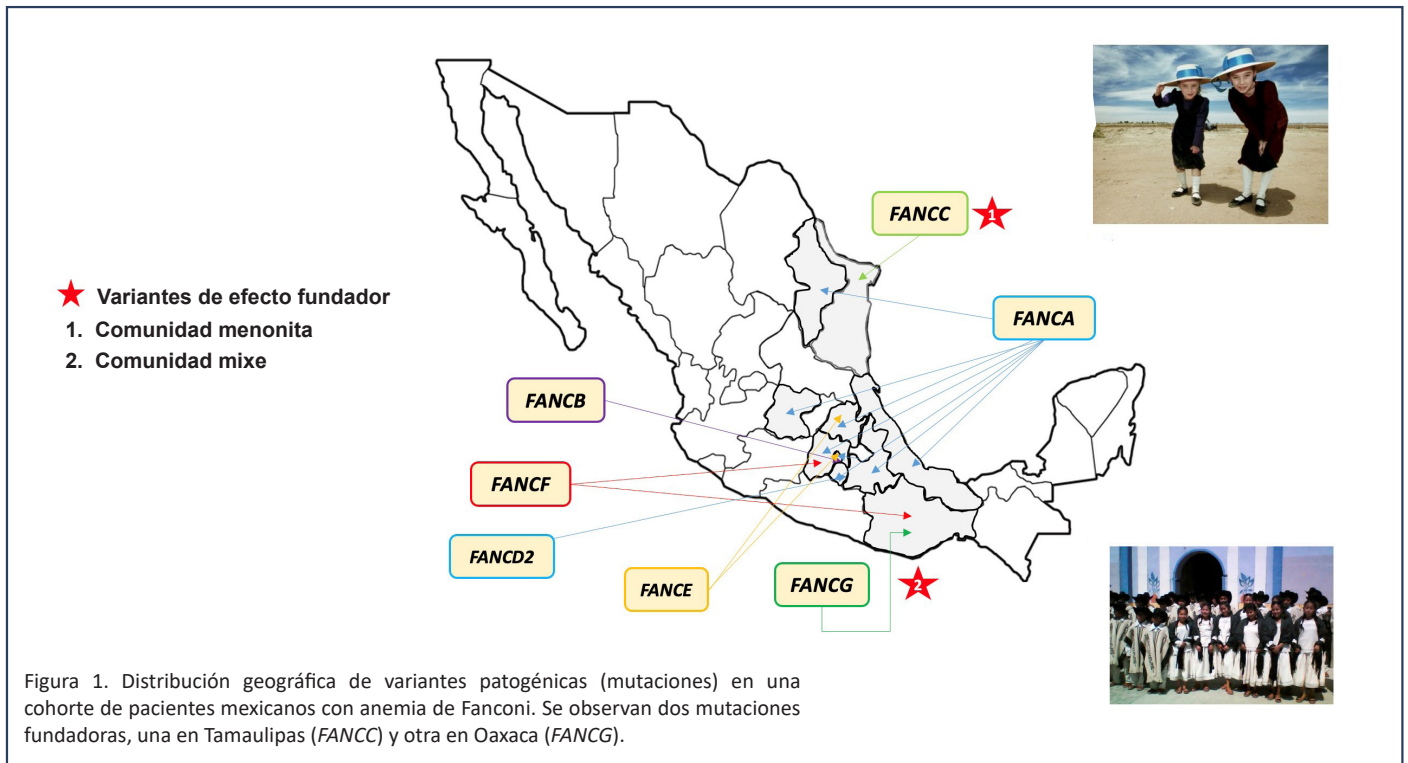 FANCC
1
★ Variantes de efecto fundador
1. Comunidad menonita
2. Comunidad mixe
FANCA
FANCB
FANCF
FANCD2
FANCE
FANCG
2
Figura 1. Distribución geográfica de variantes patogénicas (mutaciones) en una
cohorte de pacientes mexicanos con anemia de Fanconi. Se observan dos mutaciones
fundadoras, una en Tamaulipas (FANCC) y otra en Oaxaca (FANCG).